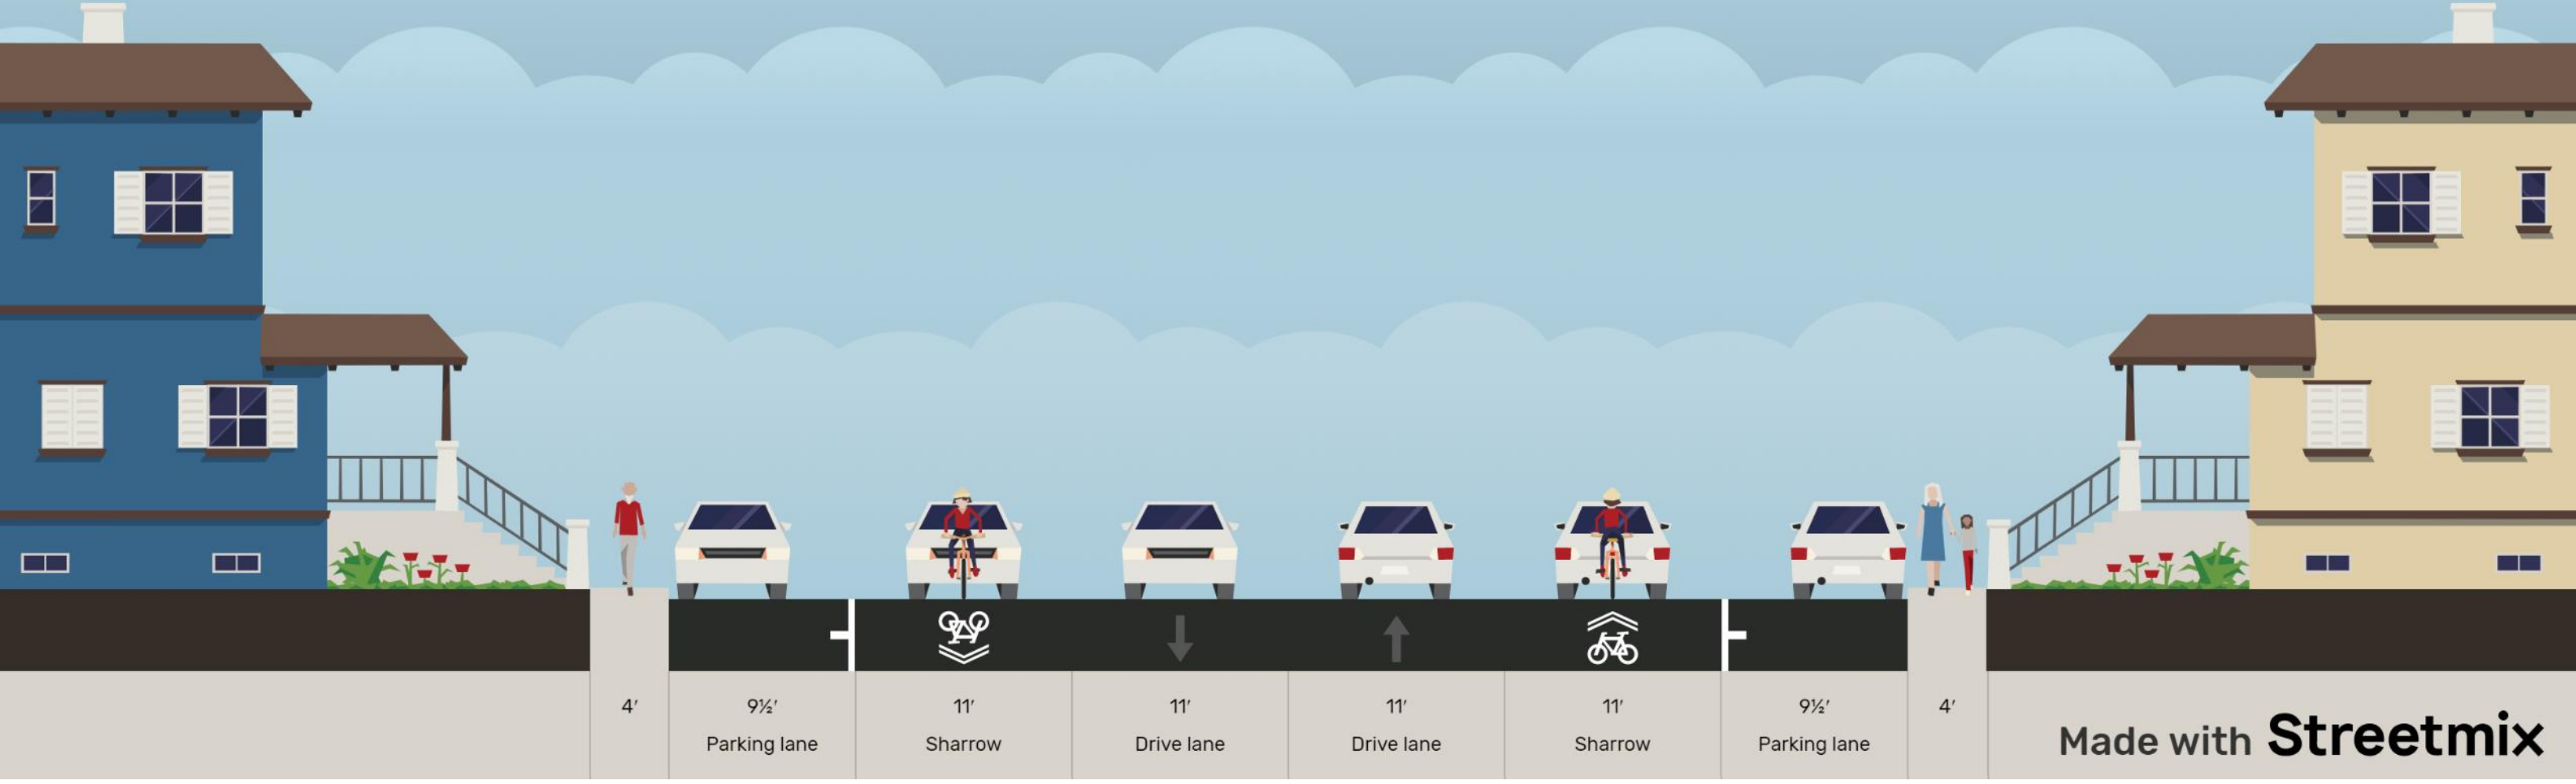 4′
9½′
11′
11′
11′
11′
9½′
4′
Parking lane
Sharrow
Drive lane
Drive lane
Sharrow
Parking lane
Made with Streetmix